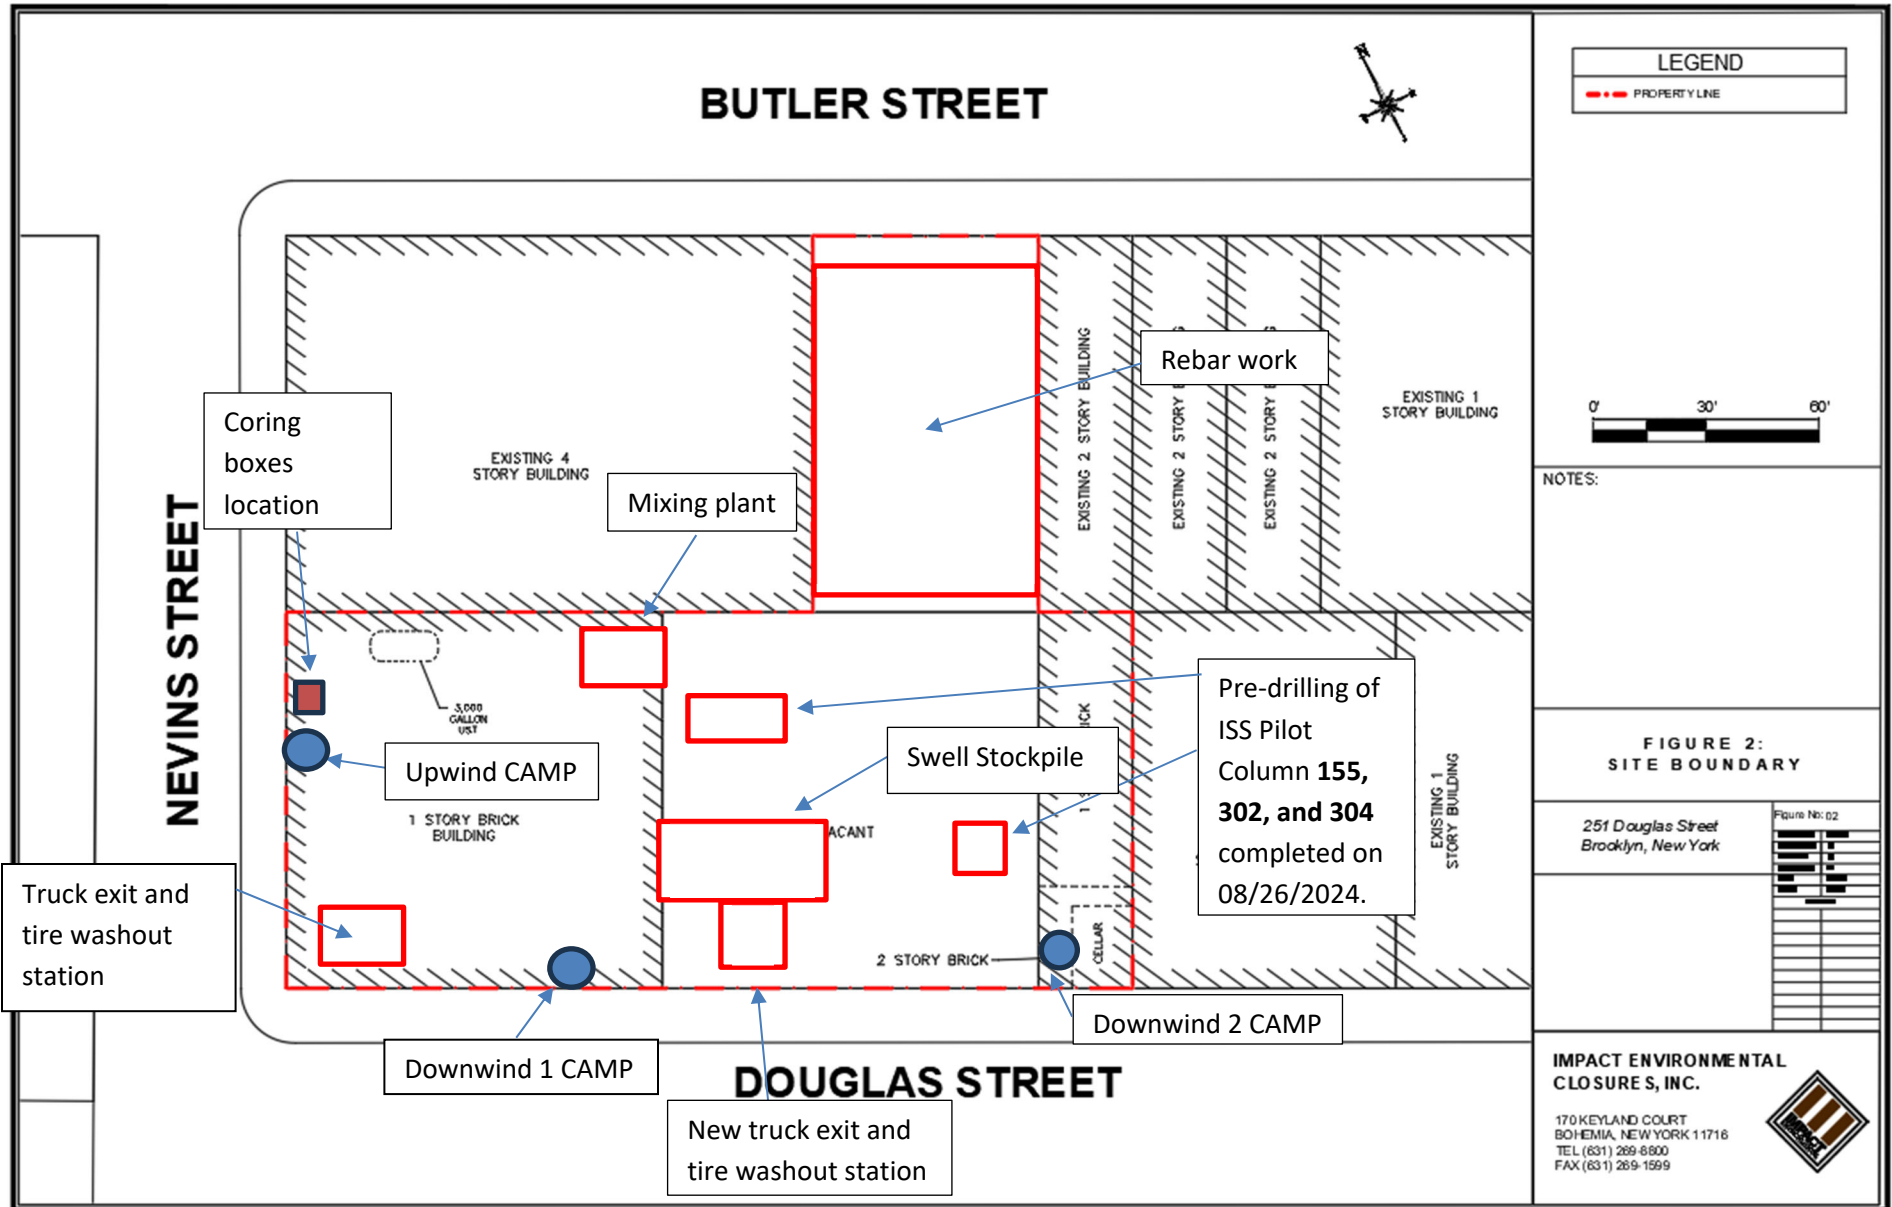 BUTLER STREET
N
LEGEND
PROPERTY LINE
Rebar work
EXISTING 2 STORY BUILDING
EXISTING 2 STORY
EXISTING 2 STORY
EXISTING 1
STORY BUILDING
0' 30' 60'
NOTES:
Coring
boxes
location
EXISTING 4
STORY BUILDING
Mixing plant
NEVINS STREET
3,000
GALLON
UST
Upwind CAMP
1 STORY BRICK
BUILDING
Swell Stockpile
ACANT
Pre-drilling of
ISS Pilot
Column 155,
302, and 304
completed on
08/26/2024.
EXISTING 1
STORY BUILDING
FIGURE 2:
SITE BOUNDARY
251 Douglas Street
Brooklyn, New York
Figure No: 02
Truck exit and
tire washout
station
2 STORY BRICK
CELLAR
Downwind 2 CAMP
Downwind 1 CAMP
DOUGLAS STREET
New truck exit and
tire washout station
IMPACT ENVIRONMENTAL
CLOSURES, INC.
170 KEYLAND COURT
BOHEMIA, NEW YORK 11716
TEL (631) 269-8800
FAX (631) 269-1599
IMPACT